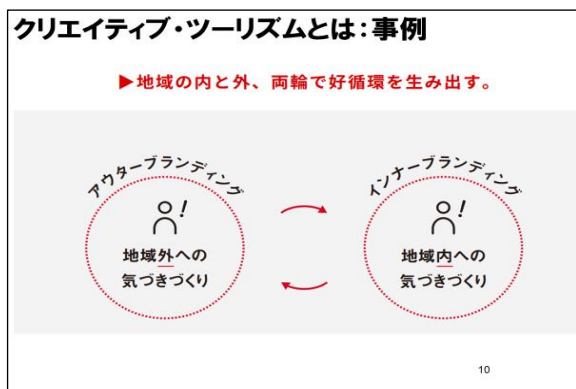 クリエイティブ・ツーリズムとは：事例
▶地域の内と外、両輪で好循環を生み出す。
アウターブランディング
!
地域外への
気づきづくり
インナーブランディング
!
地域内への
気づきづくり
10